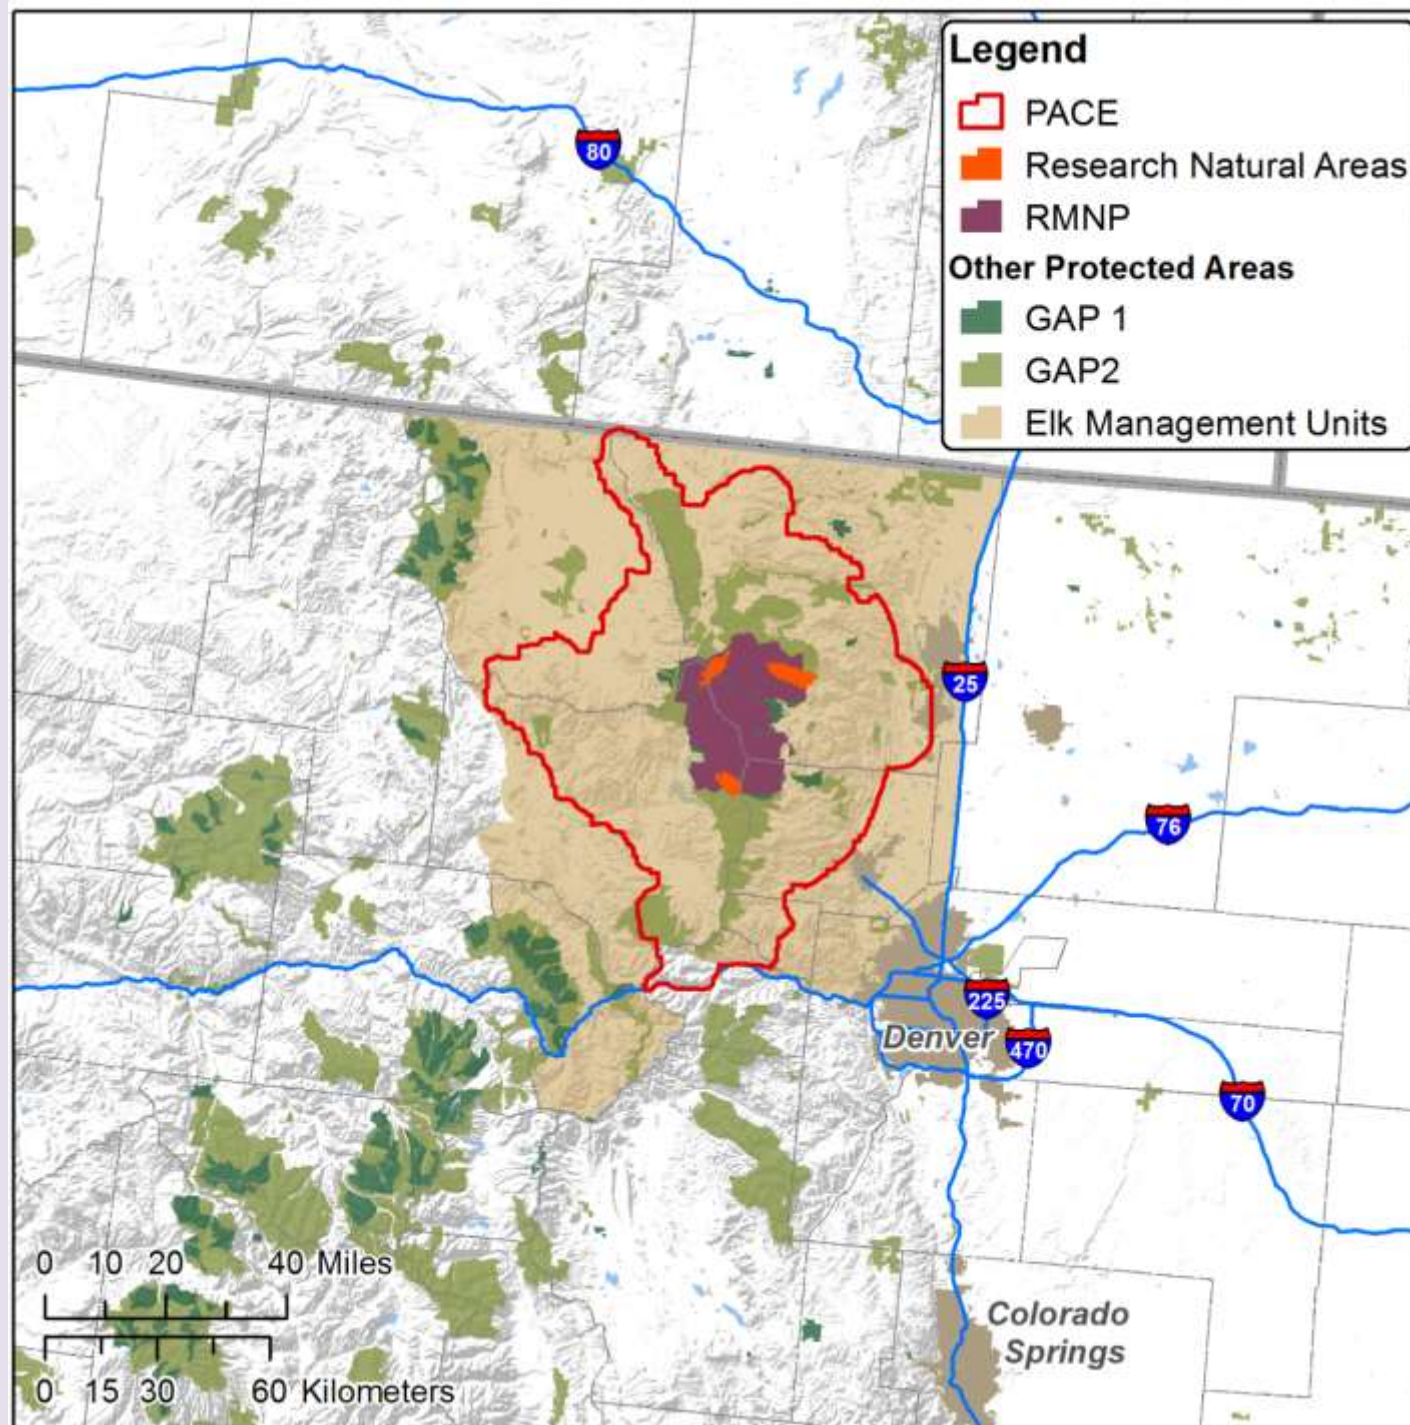 Legend
PACE
Research Natural Areas
RMNP
Other Protected Areas
GAP 1
GAP2
Elk Management Units
80
25
76
225
Denver
470
70
0 10 20 40 Miles
0 15 30 60 Kilometers
Colorado
Springs